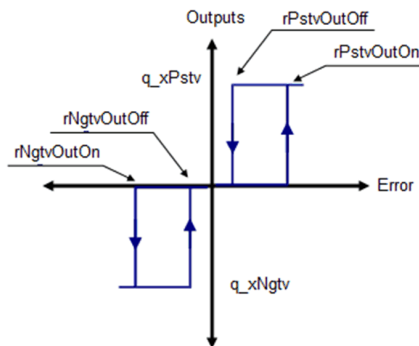 Outputs
rPstvOutOff
rPstvOutOn
q_xPstv
rNgtvOutOff
rNgtvOutOn
Error
q_xNgtv